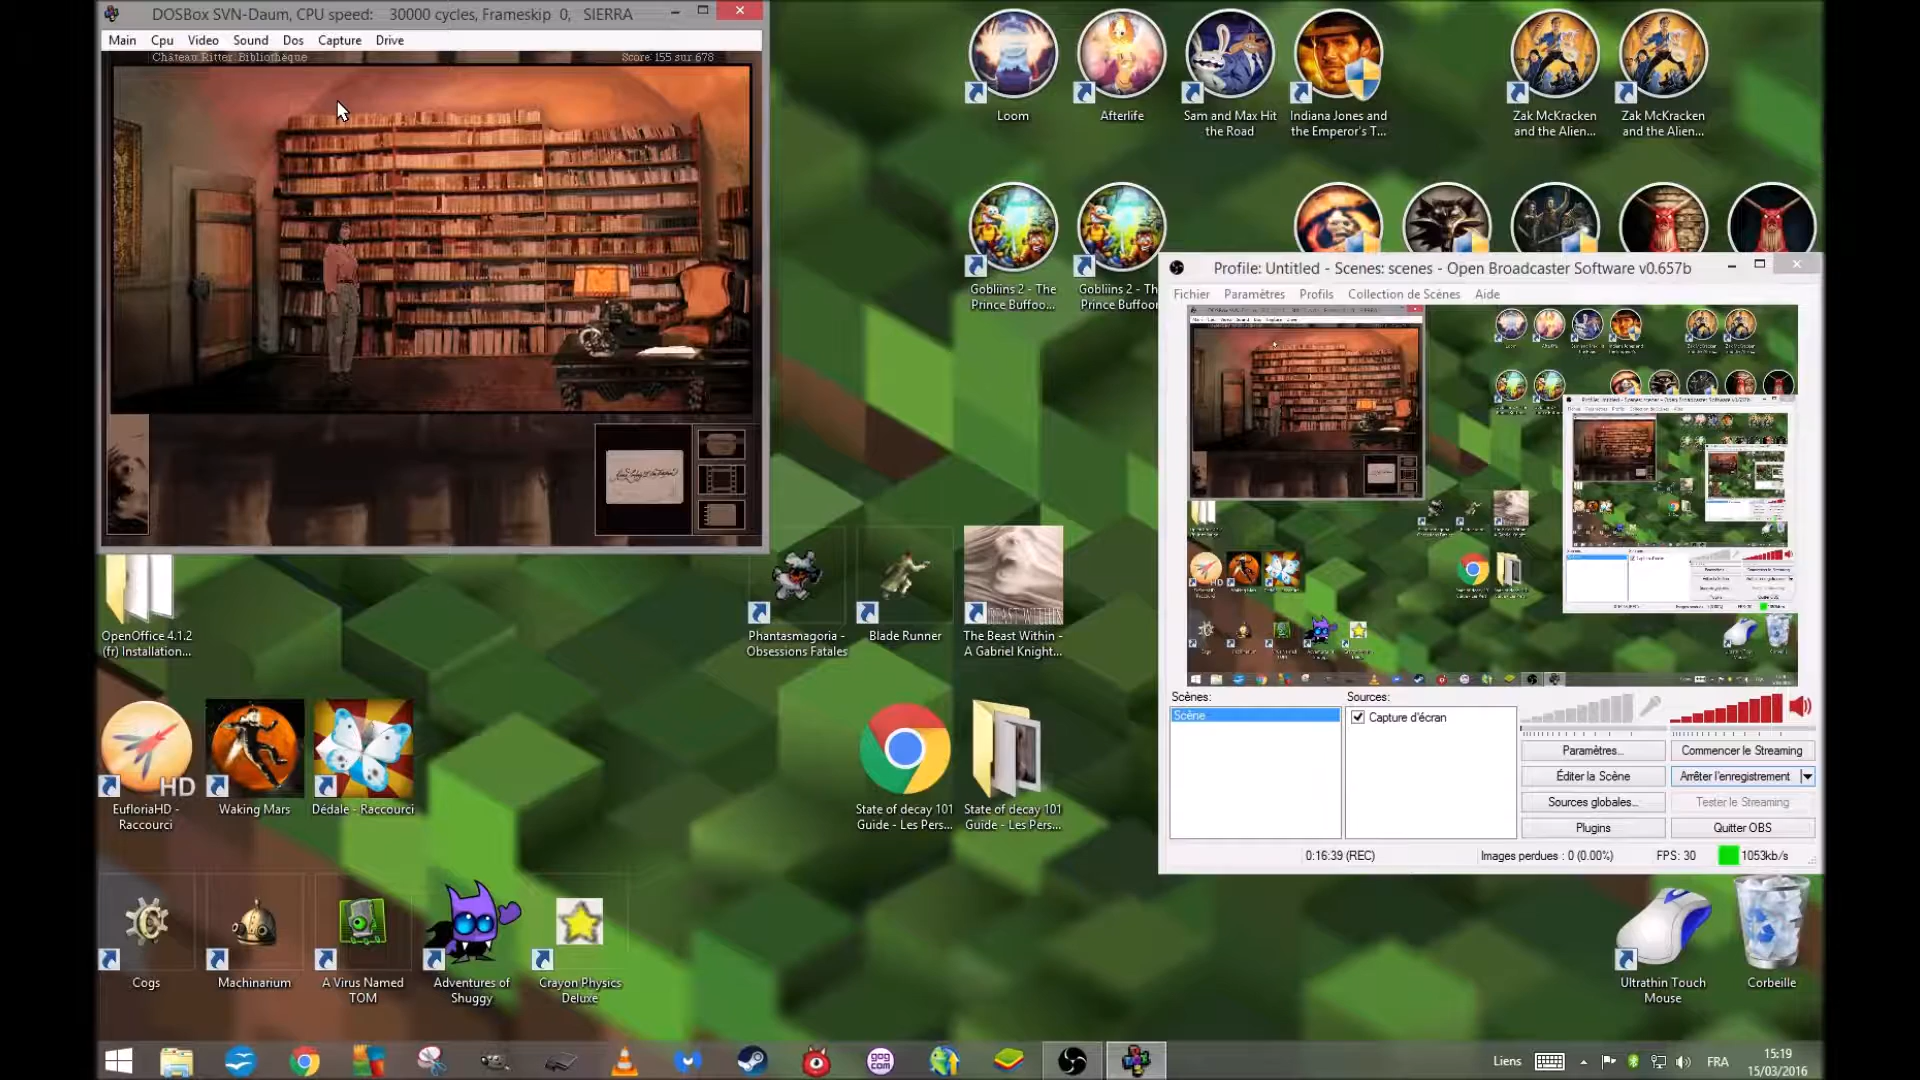 DOSBox SVN-Daum, CPU speed: 30000 cycles, Frameskip 0, SIERRA
Main Cpu Video Sound Dos Capture Drive
Château Ritter: Bibliothèque
Score: 155 sur 678
Loom
Afterlife
Sam and Max Hit
the Road
Indiana Jones and
the Emperor's T...
Zak McKracken
and the Alien...
Zak McKracken
and the Alien...
Gobliins 2 - The
Prince Buffoo...
Gobliins 2 - Th
Prince Buffoon
Profile: Untitled - Scenes: scenes - Open Broadcaster Software v0.657b
Fichier Paramètres Profils Collection de Scènes Aide
Scènes:
Scène
Sources:
Capture d'écran
Paramètres...
Commencer le Streaming
Éditer la Scène
Arrêter l'enregistrement
Sources globales...
Tester le Streaming
Plugins
Quitter OBS
0:16:39 (REC)
Images perdues : 0 (0.00%)
FPS: 30
1053kb/s
OpenOffice 4.1.2
(fr) Installation...
Phantasmagoria -
Obsessions Fatales
Blade Runner
BEAST WITHIN
The Beast Within -
A Gabriel Knight...
HD
EufloriaHD -
Raccourci
Waking Mars
Dédale - Raccourci
State of decay 101
Guide - Les Pers...
State of decay 101
Guide - Les Pers...
Cogs
Machinarium
A Virus Named
TOM
Adventures of
Shuggy
Crayon Physics
Deluxe
Ultrathin Touch
Mouse
Corbeille
GOG
COM
Liens
FRA
15:19
15/03/2016